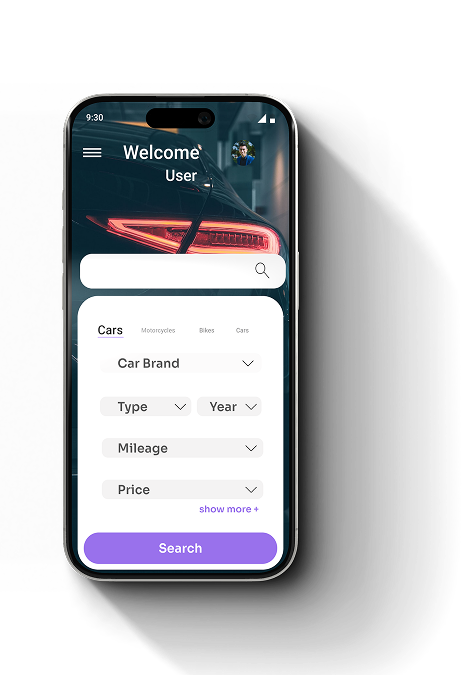 9:30
Welcome
User
Cars Motorcycles Bikes Cars
Car Brand
Type Year
Mileage
Price
show more +
Search